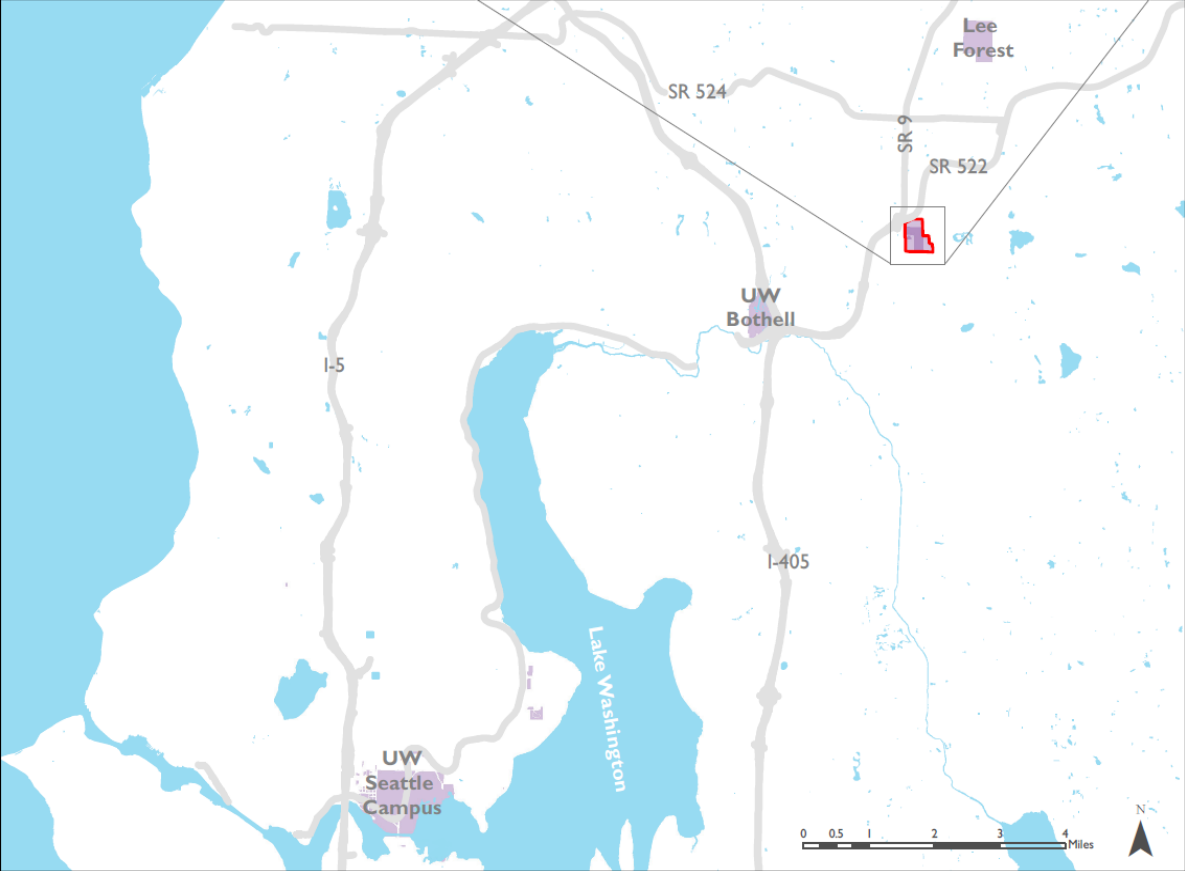 Lee
Forest
SR 524
SR 9
SR 522
UW
Bothell
I-5
I-405
Lake Washington
UW
Seattle
Campus
N
0 0.5 1 2 3 4
Miles